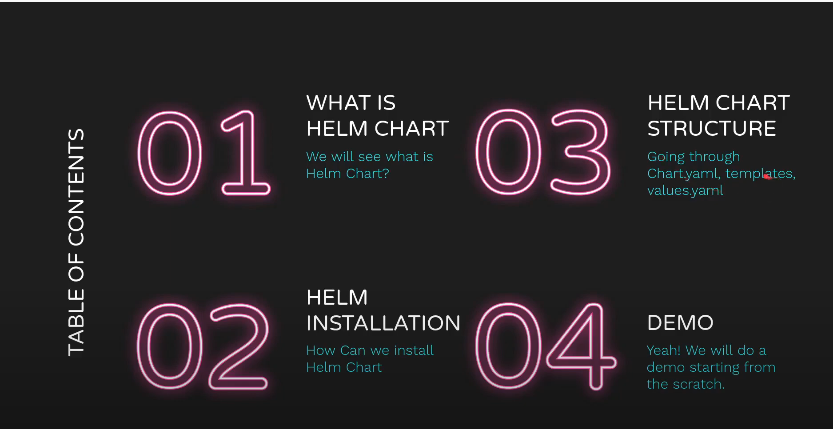 TABLE OF CONTENTS
01
WHAT IS
HELM CHART
We will see what is
Helm Chart?
02
HELM
INSTALLATION
How Can we install
Helm Chart
03
HELM CHART
STRUCTURE
Going through
Chart.yaml, templates,
values.yaml
04
DEMO
Yeah! We will do a
demo starting from
the scratch.